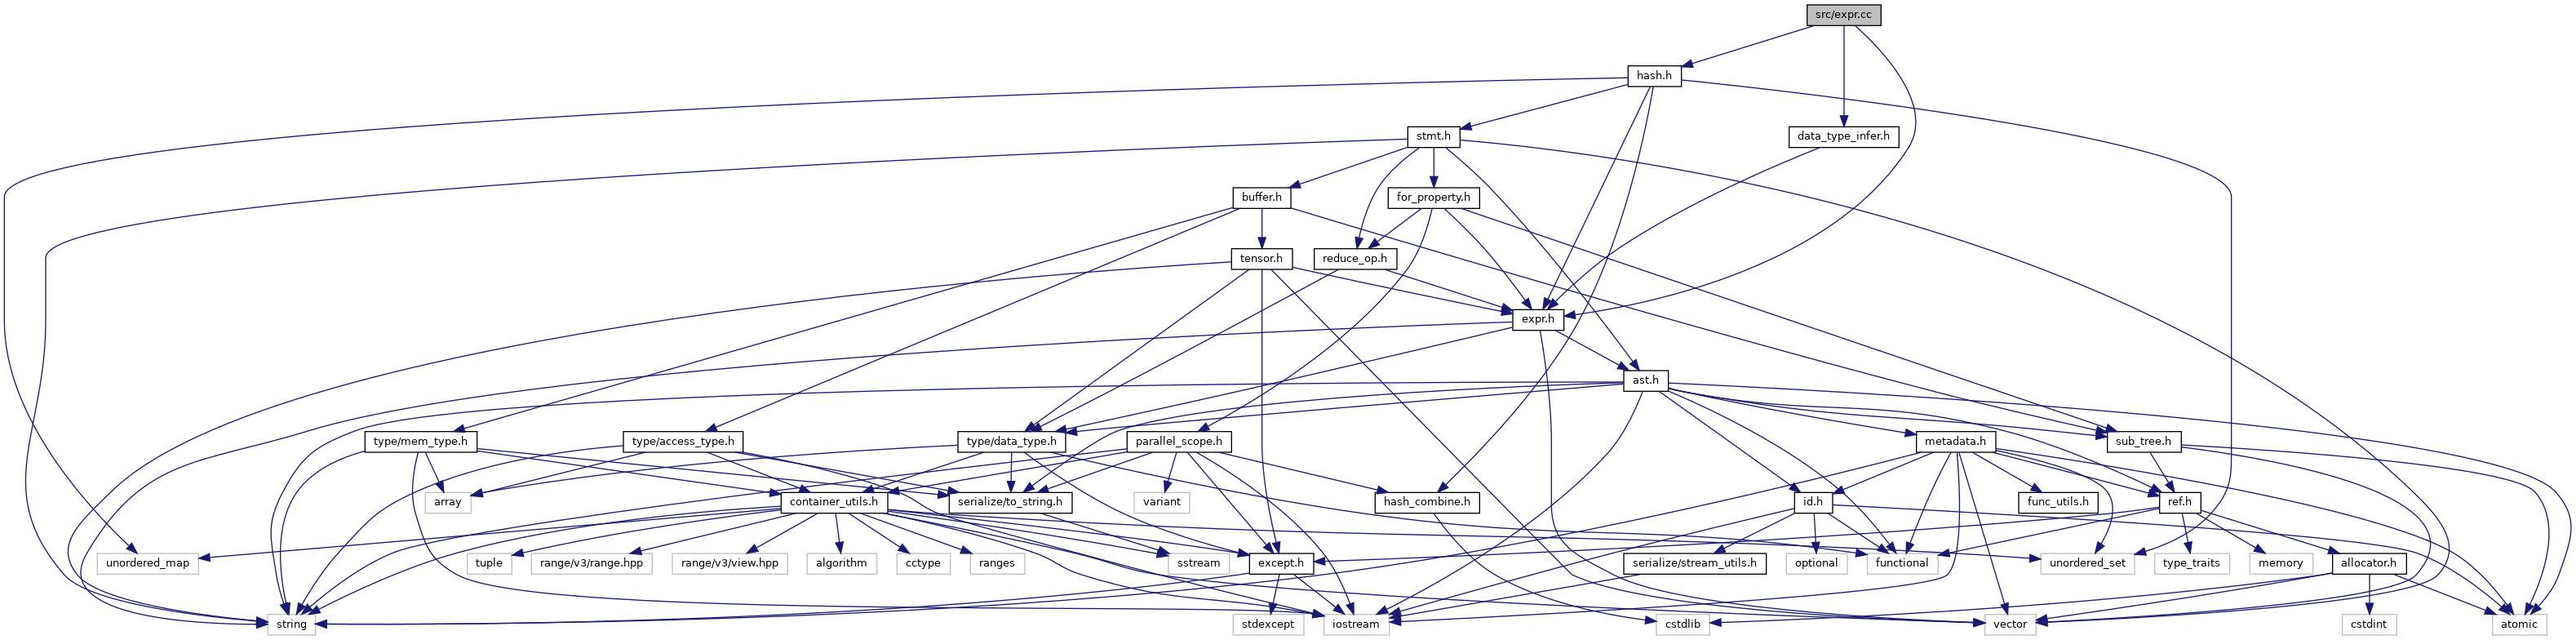 src/expr.cc
hash.h
stmt.h
data_type_infer.h
buffer.h
for_property.h
tensor.h
reduce_op.h
expr.h
ast.h
type/mem_type.h
type/access_type.h
type/data_type.h
parallel_scope.h
metadata.h
sub_tree.h
array
container_utils.h
serialize/to_string.h
variant
hash_combine.h
id.h
func_utils.h
ref.h
unordered_map
tuple
range/v3/range.hpp
range/v3/view.hpp
algorithm
cctype
ranges
sstream
except.h
serialize/stream_utils.h
optional
functional
unordered_set
type_traits
memory
allocator.h
string
stdexcept
iostream
cstdlib
vector
cstdint
atomic